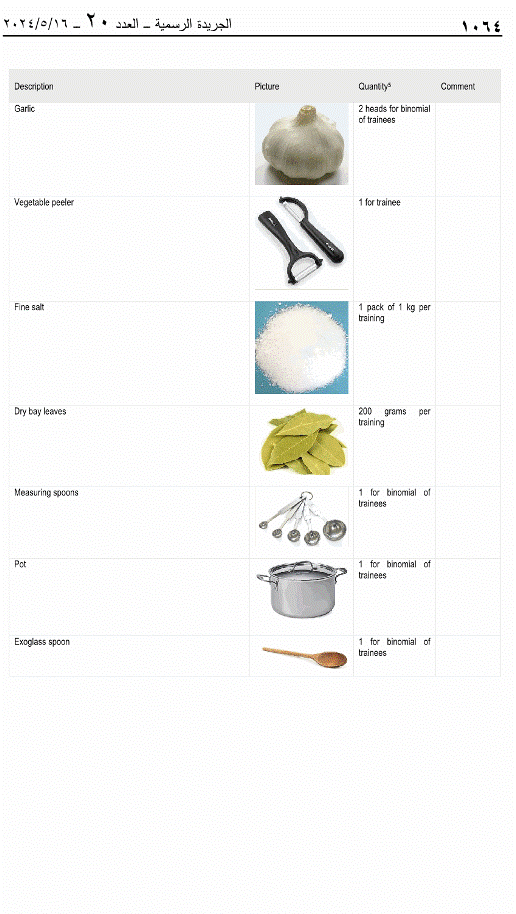 ١٠٦٤
الجريدة الرسمية – العدد ٢٠ – ٢٠٢٤/٥/١٦
Description Picture Quantity⁸ Comment
Garlic 2 heads for binomial
of trainees
Vegetable peeler 1 for trainee
Fine salt 1 pack of 1 kg per
training
Dry bay leaves 200 grams per
training
Measuring spoons 1 for binomial of
trainees
Pot 1 for binomial of
trainees
Exoglass spoon 1 for binomial of
trainees